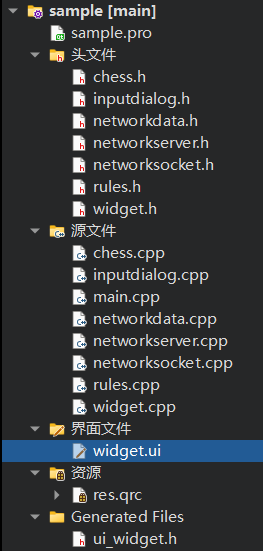 sample [main]
sample.pro
头文件
chess.h
inputdialog.h
networkdata.h
networkserver.h
networksocket.h
rules.h
widget.h
源文件
chess.cpp
inputdialog.cpp
main.cpp
networkdata.cpp
networkserver.cpp
networksocket.cpp
rules.cpp
widget.cpp
界面文件
widget.ui
资源
res.qrc
Generated Files
ui_widget.h